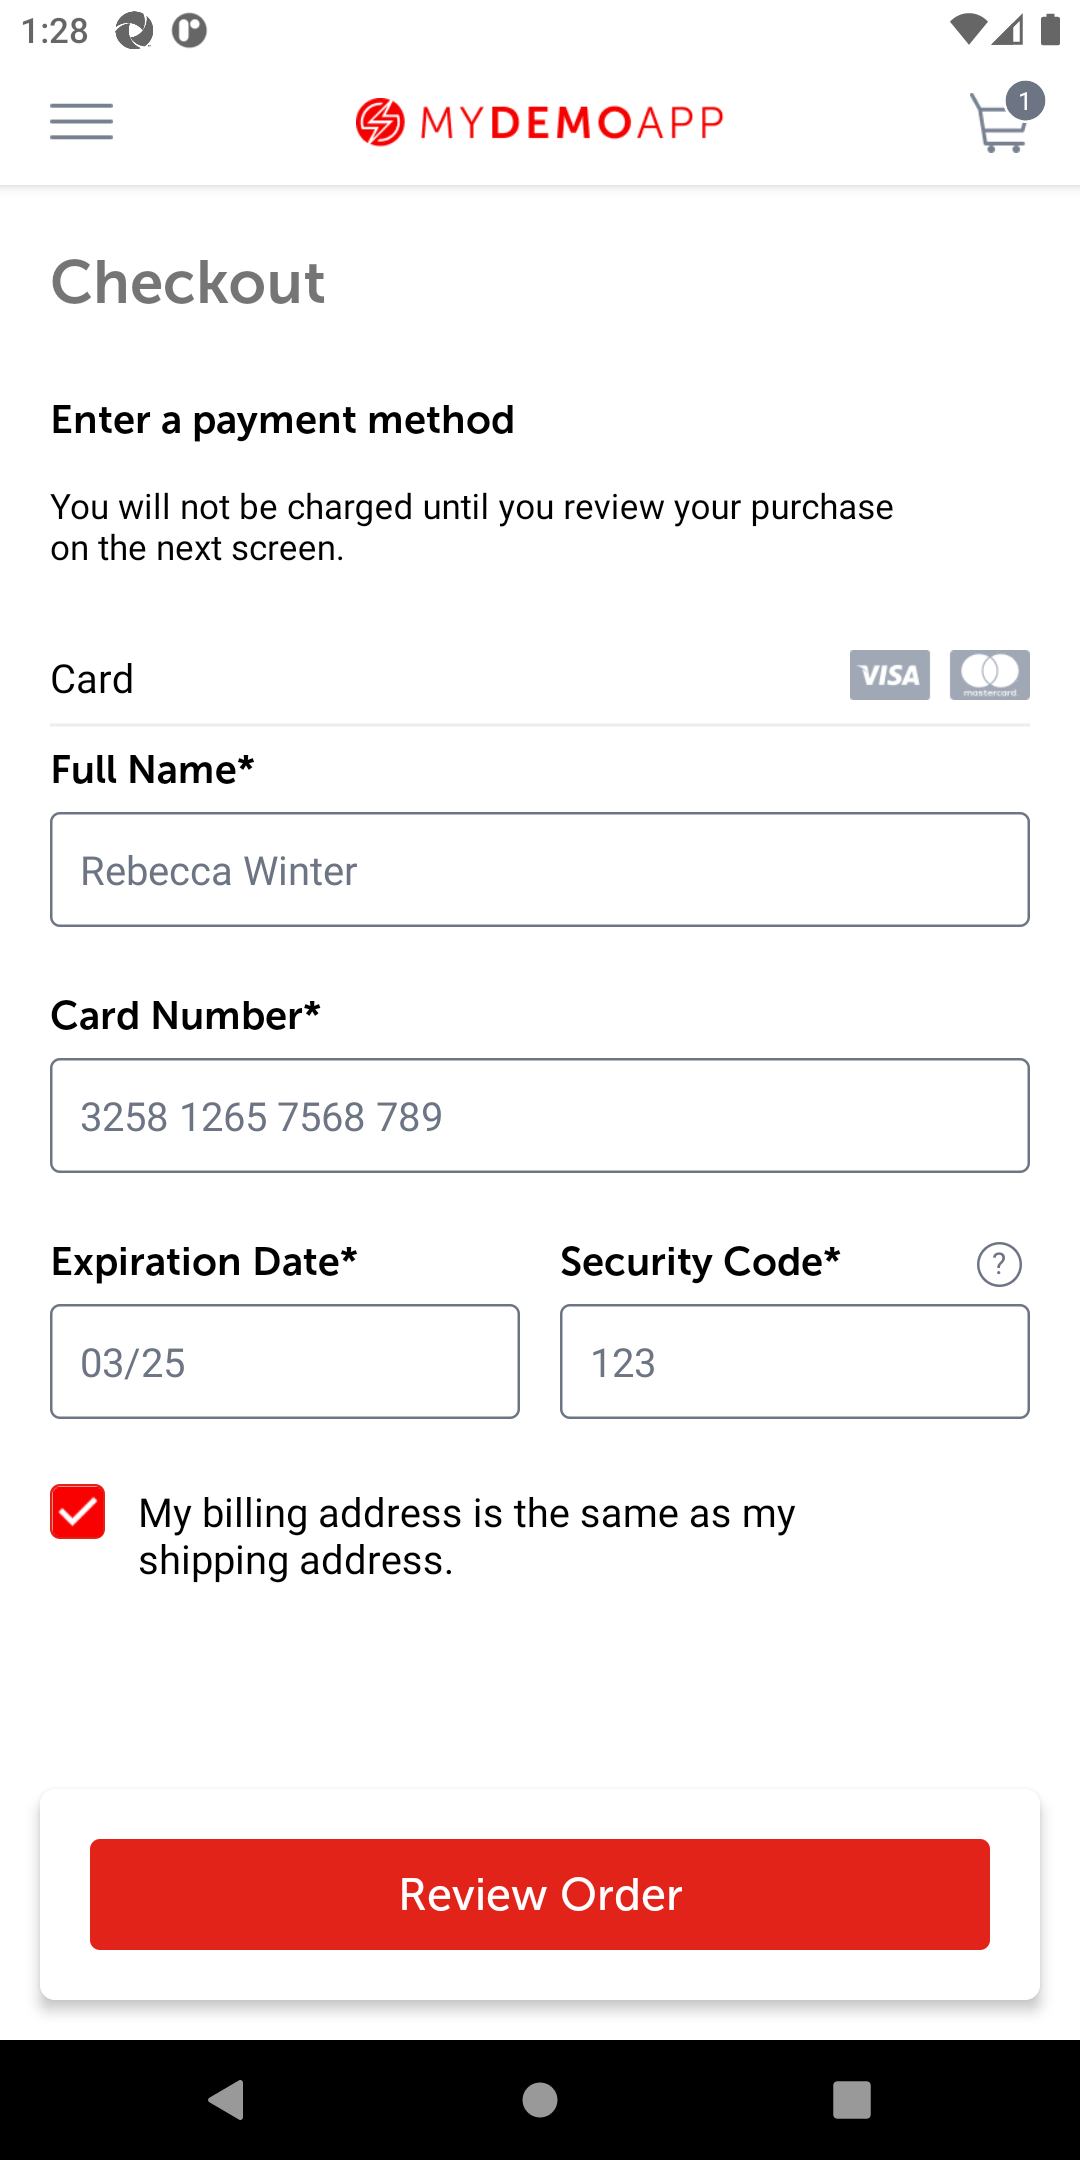 1:28
MYDEMOAPP
1
Checkout
Enter a payment method
You will not be charged until you review your purchase
on the next screen.
Card
VISA
mastercard
Full Name*
Rebecca Winter
Card Number*
3258 1265 7568 789
Expiration Date*
Security Code*
?
03/25
123
My billing address is the same as my
shipping address.
Review Order